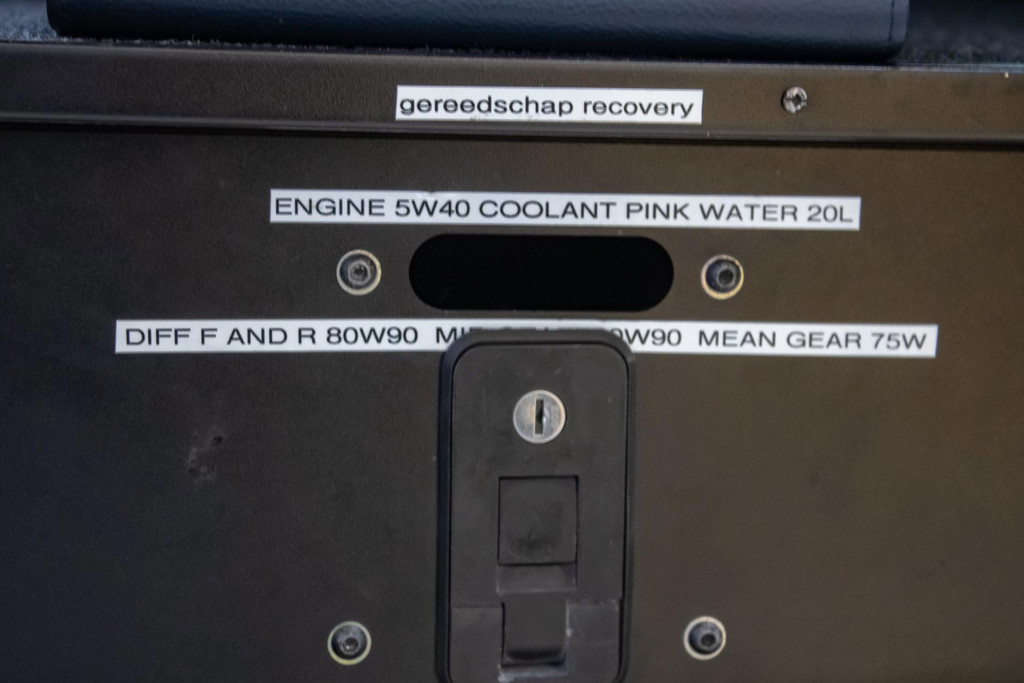 gereedschap recovery
ENGINE 5W40 COOLANT PINK WATER 20L
DIFF F AND R 80W90 MEAN GEAR 75W